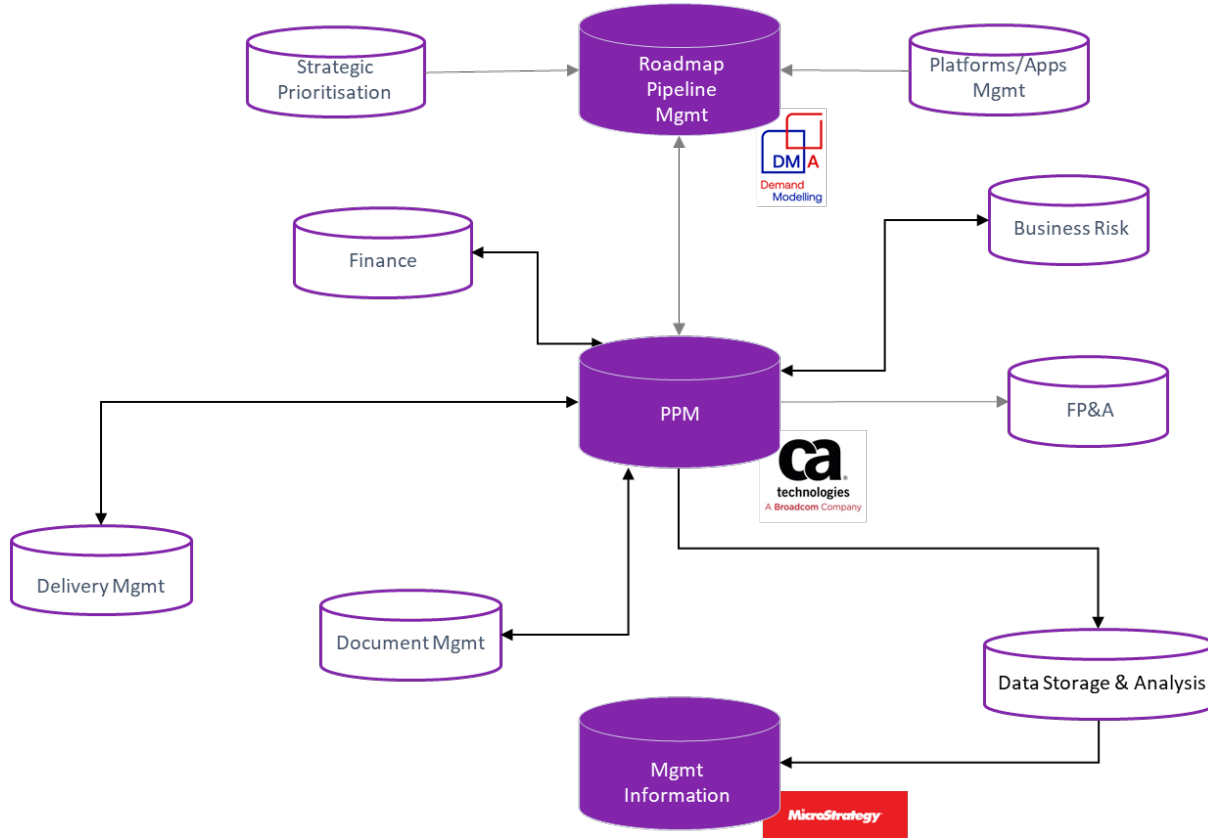 Strategic
Prioritisation
Roadmap
Pipeline
Mgmt
Platforms/Apps
Mgmt
DM A
Demand
Modelling
Finance
Business Risk
PPM
FP&A
ca
technologies
A Broadcom Company
Delivery Mgmt
Document Mgmt
Data Storage & Analysis
Mgmt
Information
MicroStrategy